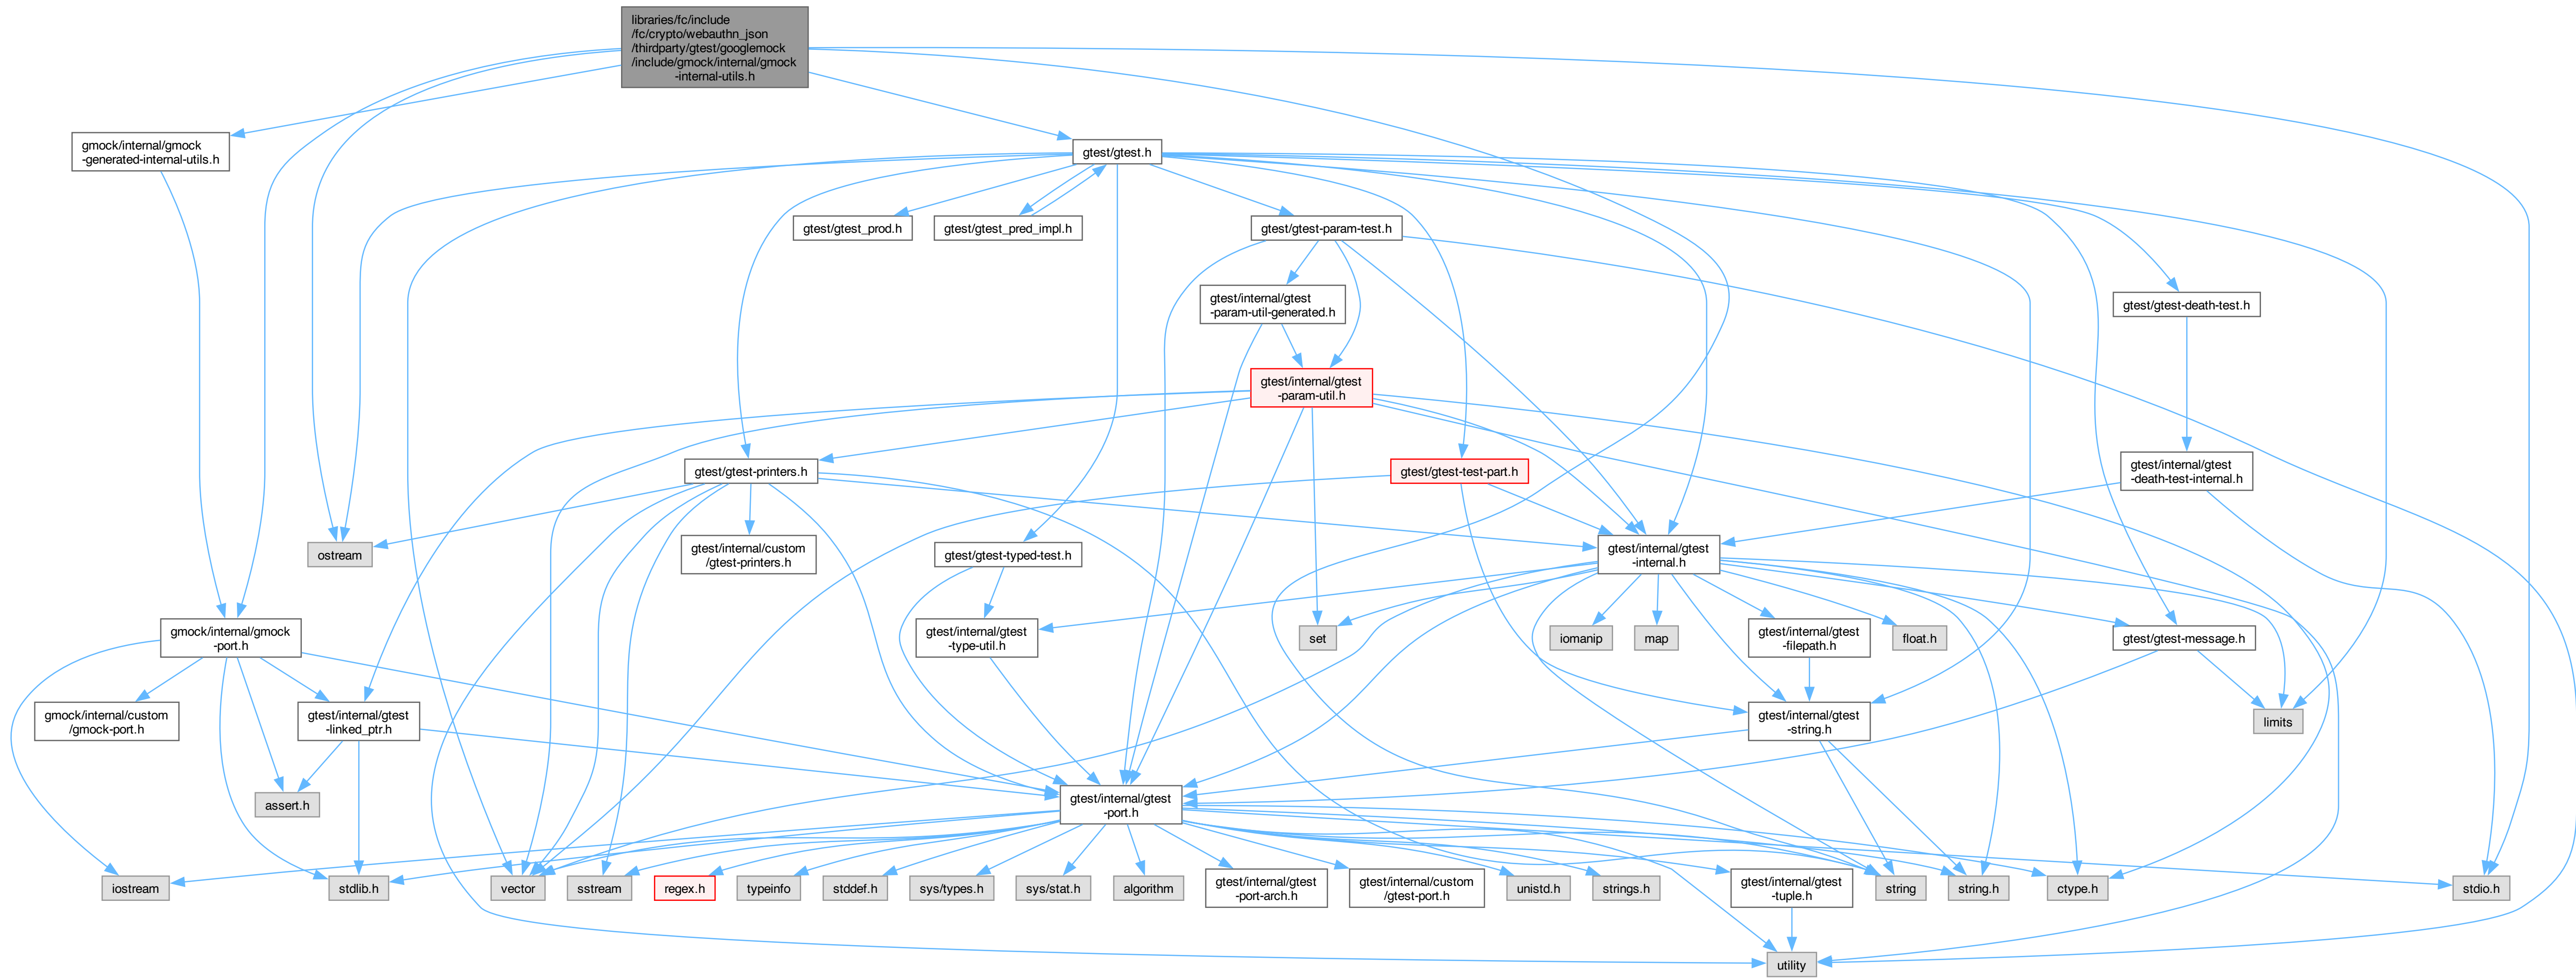 libraries/fc/include
/fc/crypto/webauthn_json
/thirdparty/gtest/googlemock
/include/gmock/internal/gmock
-internal-utils.h
gmock/internal/gmock
-generated-internal-utils.h
gtest/gtest.h
gtest/gtest_prod.h
gtest/gtest_pred_impl.h
gtest/gtest-param-test.h
gtest/internal/gtest
-param-util-generated.h
gtest/gtest-death-test.h
gtest/internal/gtest
-param-util.h
gtest/gtest-printers.h
gtest/gtest-test-part.h
gtest/internal/gtest
-death-test-internal.h
ostream
gtest/internal/custom
/gtest-printers.h
gtest/gtest-typed-test.h
gtest/internal/gtest
-internal.h
gmock/internal/gmock
-port.h
gtest/internal/gtest
-type-util.h
set
iomanip
map
gtest/internal/gtest
-filepath.h
float.h
gtest/gtest-message.h
gmock/internal/custom
/gmock-port.h
gtest/internal/gtest
-linked_ptr.h
gtest/internal/gtest
-string.h
limits
assert.h
gtest/internal/gtest
-port.h
iostream
stdlib.h
vector
sstream
regex.h
typeinfo
stddef.h
sys/types.h
sys/stat.h
algorithm
gtest/internal/gtest
-port-arch.h
gtest/internal/custom
/gtest-port.h
unistd.h
strings.h
gtest/internal/gtest
-tuple.h
string
string.h
ctype.h
stdio.h
utility